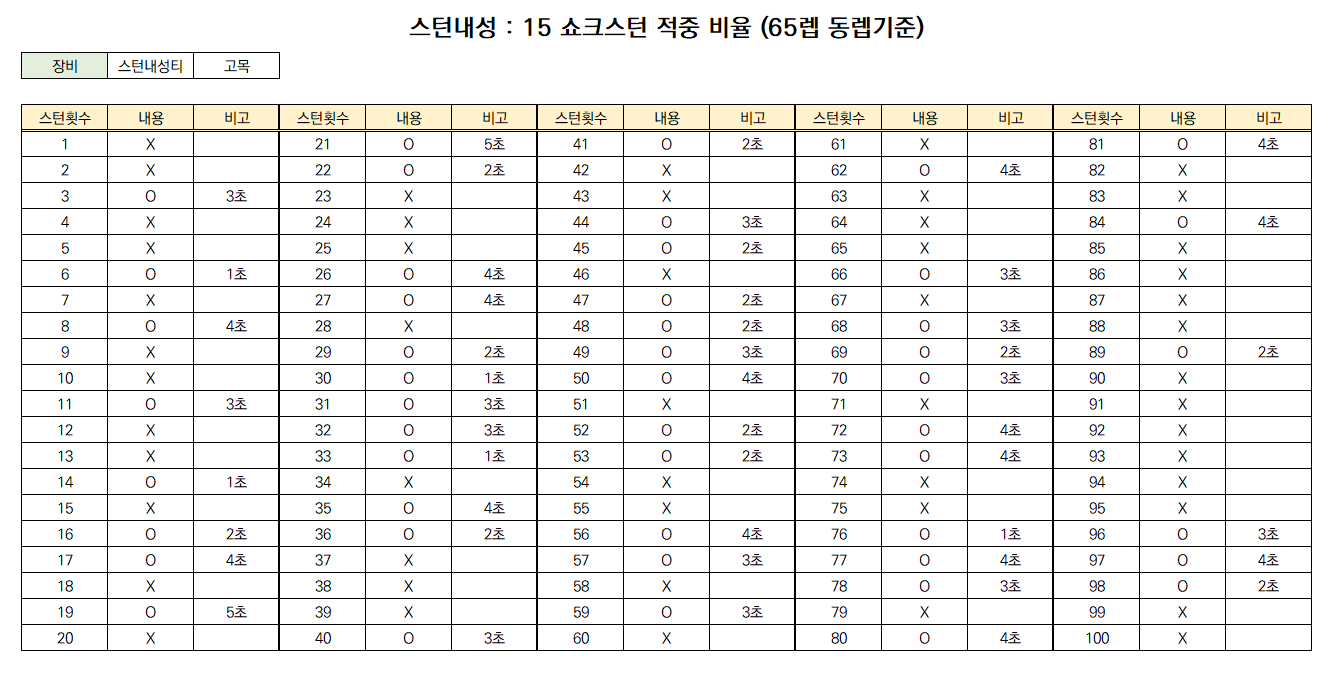 스턴내성 : 15 쇼크스턴 적중 비율 (65렙 동렙기준)
장비 스턴내성티 고목
스턴횟수 내용 비고 스턴횟수 내용 비고 스턴횟수 내용 비고 스턴횟수 내용 비고 스턴횟수 내용 비고
1 X 21 O 5초 41 O 2초 61 X 81 O 4초
2 X 22 O 2초 42 X 62 O 4초 82 X
3 O 3초 23 X 43 X 63 X 83 X
4 X 24 X 44 O 3초 64 X 84 O 4초
5 X 25 X 45 O 2초 65 X 85 X
6 O 1초 26 O 4초 46 X 66 O 3초 86 X
7 X 27 O 4초 47 O 2초 67 X 87 X
8 O 4초 28 X 48 O 2초 68 O 3초 88 X
9 X 29 O 2초 49 O 3초 69 O 2초 89 O 2초
10 X 30 O 1초 50 O 4초 70 O 3초 90 X
11 O 3초 31 O 3초 51 X 71 X 91 X
12 X 32 O 3초 52 O 2초 72 O 4초 92 X
13 X 33 O 1초 53 O 2초 73 O 4초 93 X
14 O 1초 34 X 54 X 74 X 94 X
15 X 35 O 4초 55 X 75 X 95 X
16 O 2초 36 O 2초 56 O 4초 76 O 1초 96 O 3초
17 O 4초 37 X 57 O 3초 77 O 4초 97 O 4초
18 X 38 X 58 X 78 O 3초 98 O 2초
19 O 5초 39 X 59 O 3초 79 X 99 X
20 X 40 O 3초 60 X 80 O 4초 100 X